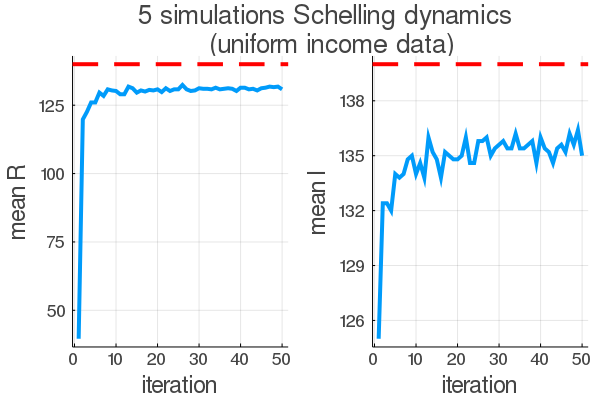 5 simulations Schelling dynamics
(uniform income data)
mean R
125
100
75
50
0 10 20 30 40 50
iteration
mean I
138
135
132
129
126
0 10 20 30 40 50
iteration